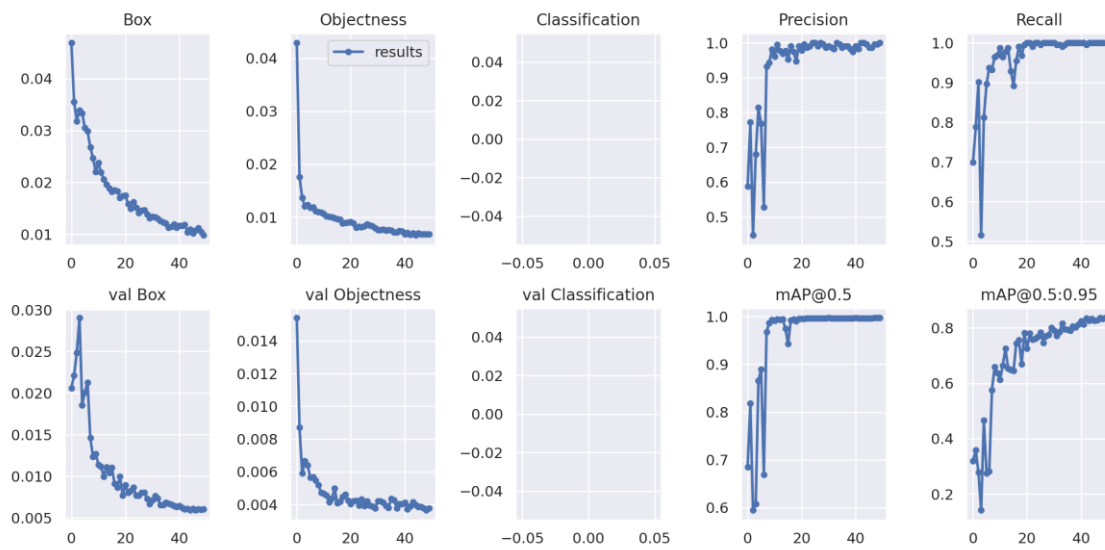 Box
Objectness
Classification
Precision
Recall
results
0.04
0.03
0.02
0.01
0.04
0.03
0.02
0.01
0.04
0.02
0.00
−0.02
−0.04
1.0
0.9
0.8
0.7
0.6
0.5
1.0
0.9
0.8
0.7
0.6
0.5
0 20 40
0 20 40
−0.05 0.00 0.05
0 20 40
0 20 40
val Box
val Objectness
val Classification
mAP@0.5
mAP@0.5:0.95
0.030
0.025
0.020
0.015
0.010
0.005
0.014
0.012
0.010
0.008
0.006
0.004
0.04
0.02
0.00
−0.02
−0.04
1.0
0.9
0.8
0.7
0.6
0.8
0.6
0.4
0.2
0 20 40
0 20 40
−0.05 0.00 0.05
0 20 40
0 20 40